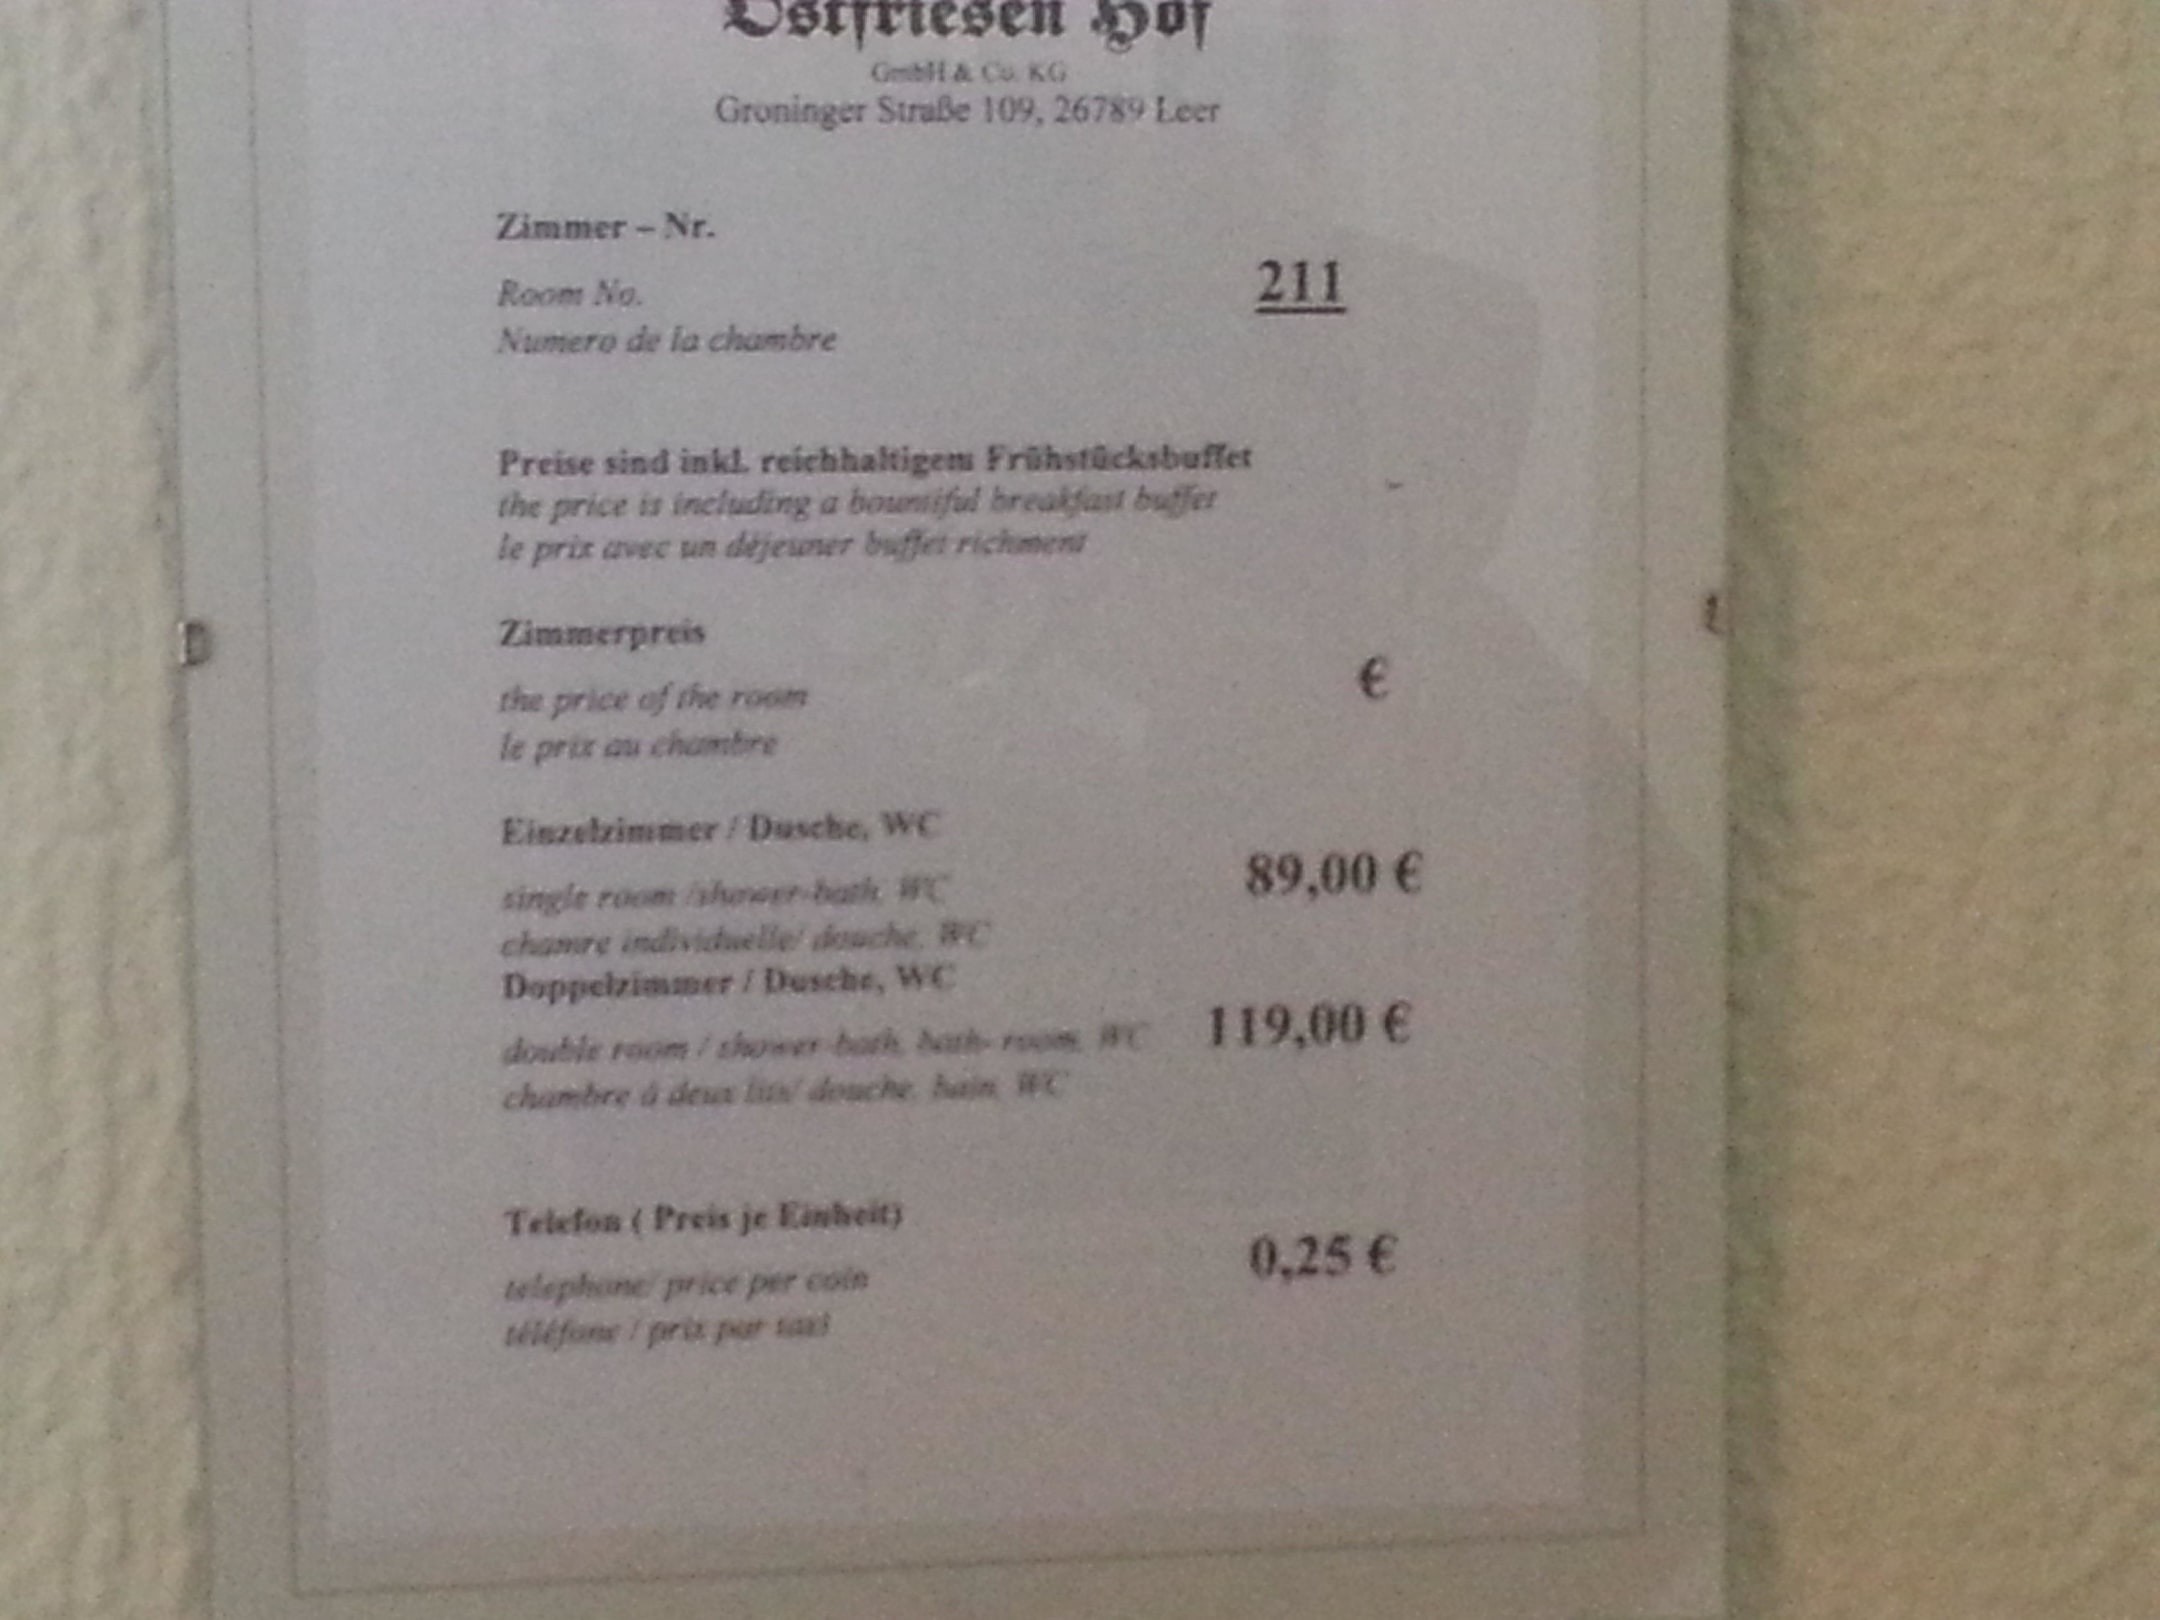 Ostfriesen Hof
GmbH & Co. KG
Groninger Straße 109, 26789 Leer
Zimmer – Nr.
211
Room No.
Numero de la chambre
Preise sind inkl. reichhaltigem Frühstücksbuffet
the price is including a bountiful breakfast buffet
le prix avec un déjeuner buffet richment
Zimmerpreis
€
the price of the room
le prix au chambre
Einzelzimmer / Dusche, WC
89,00 €
single room /shower-bath, WC
chamre individuelle/ douche, WC
Doppelzimmer / Dusche, WC
119,00 €
double room / shower-bath, bath- room, WC
chambre à deux lits/ douche, bain, WC
Telefon ( Preis je Einheit)
0,25 €
telephone/ price per coin
téléfone / prix par taxi